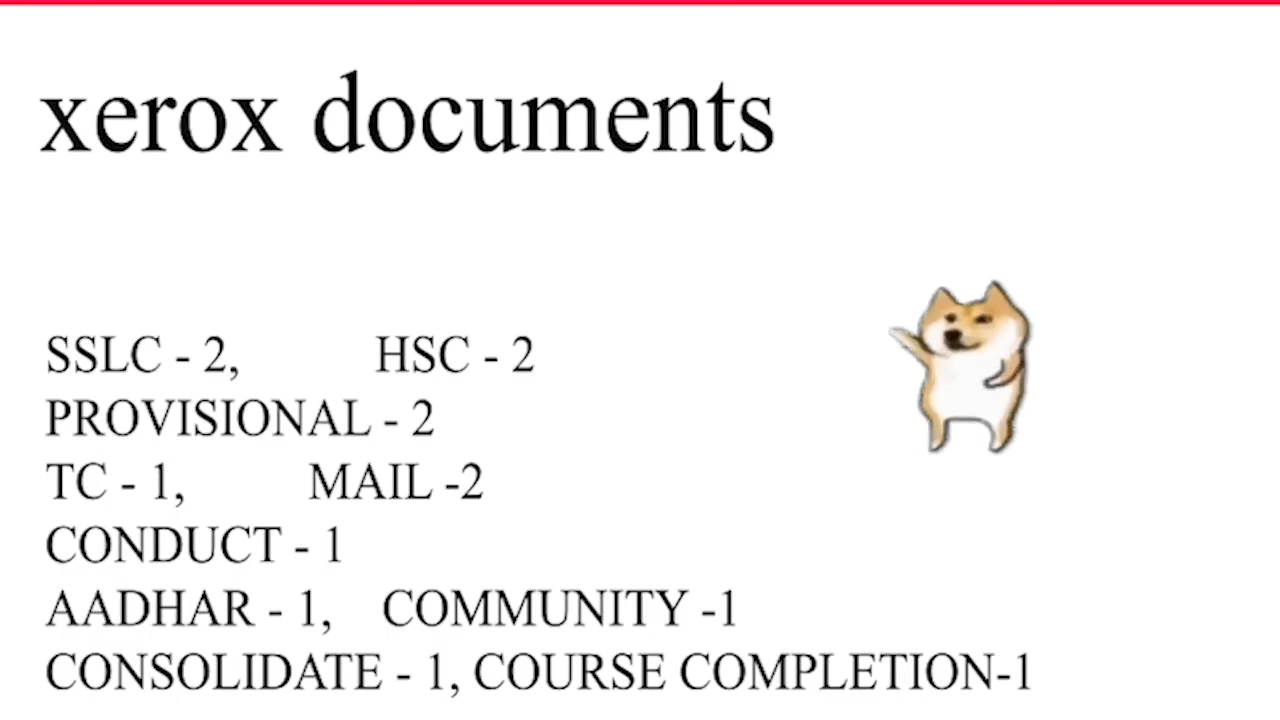 xerox documents
SSLC - 2, HSC - 2
PROVISIONAL - 2
TC - 1, MAIL -2
CONDUCT - 1
AADHAR - 1, COMMUNITY -1
CONSOLIDATE - 1, COURSE COMPLETION-1